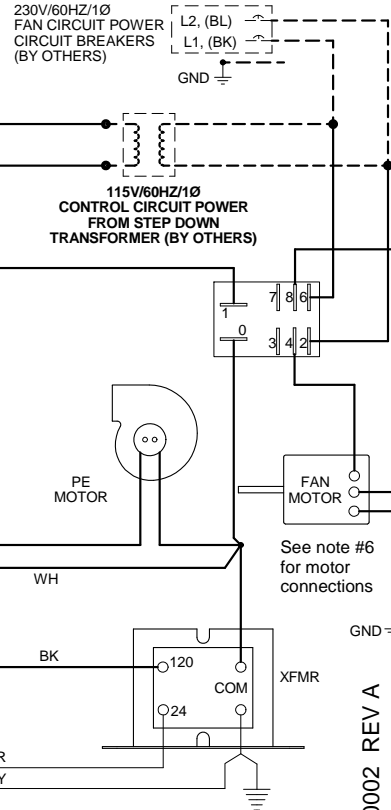 230V/60HZ/1Ø
FAN CIRCUIT POWER
CIRCUIT BREAKERS
(BY OTHERS)
L2, (BL)
L1, (BK)
GND
115V/60HZ/1Ø
CONTROL CIRCUIT POWER
FROM STEP DOWN
TRANSFORMER (BY OTHERS)
1
7 8 6
0
3 4 2
PE
MOTOR
FAN
MOTOR
See note #6
for motor
connections
WH
GND
BK
120
COM
XFMR
24
R
Y
0002 REV A